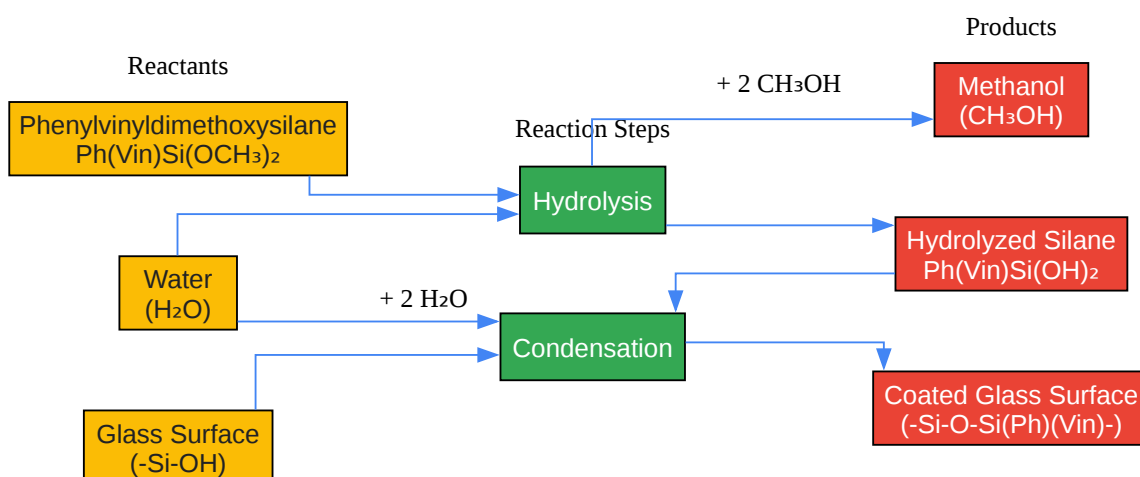 Products
Reactants
+ 2 CH₃OH
Methanol
(CH₃OH)
Phenylvinyldimethoxysilane
Ph(Vin)Si(OCH₃)₂
Reaction Steps
Hydrolysis
Hydrolyzed Silane
Ph(Vin)Si(OH)₂
Water
(H₂O)
+ 2 H₂O
Condensation
Coated Glass Surface
(-Si-O-Si(Ph)(Vin)-)
Glass Surface
(-Si-OH)